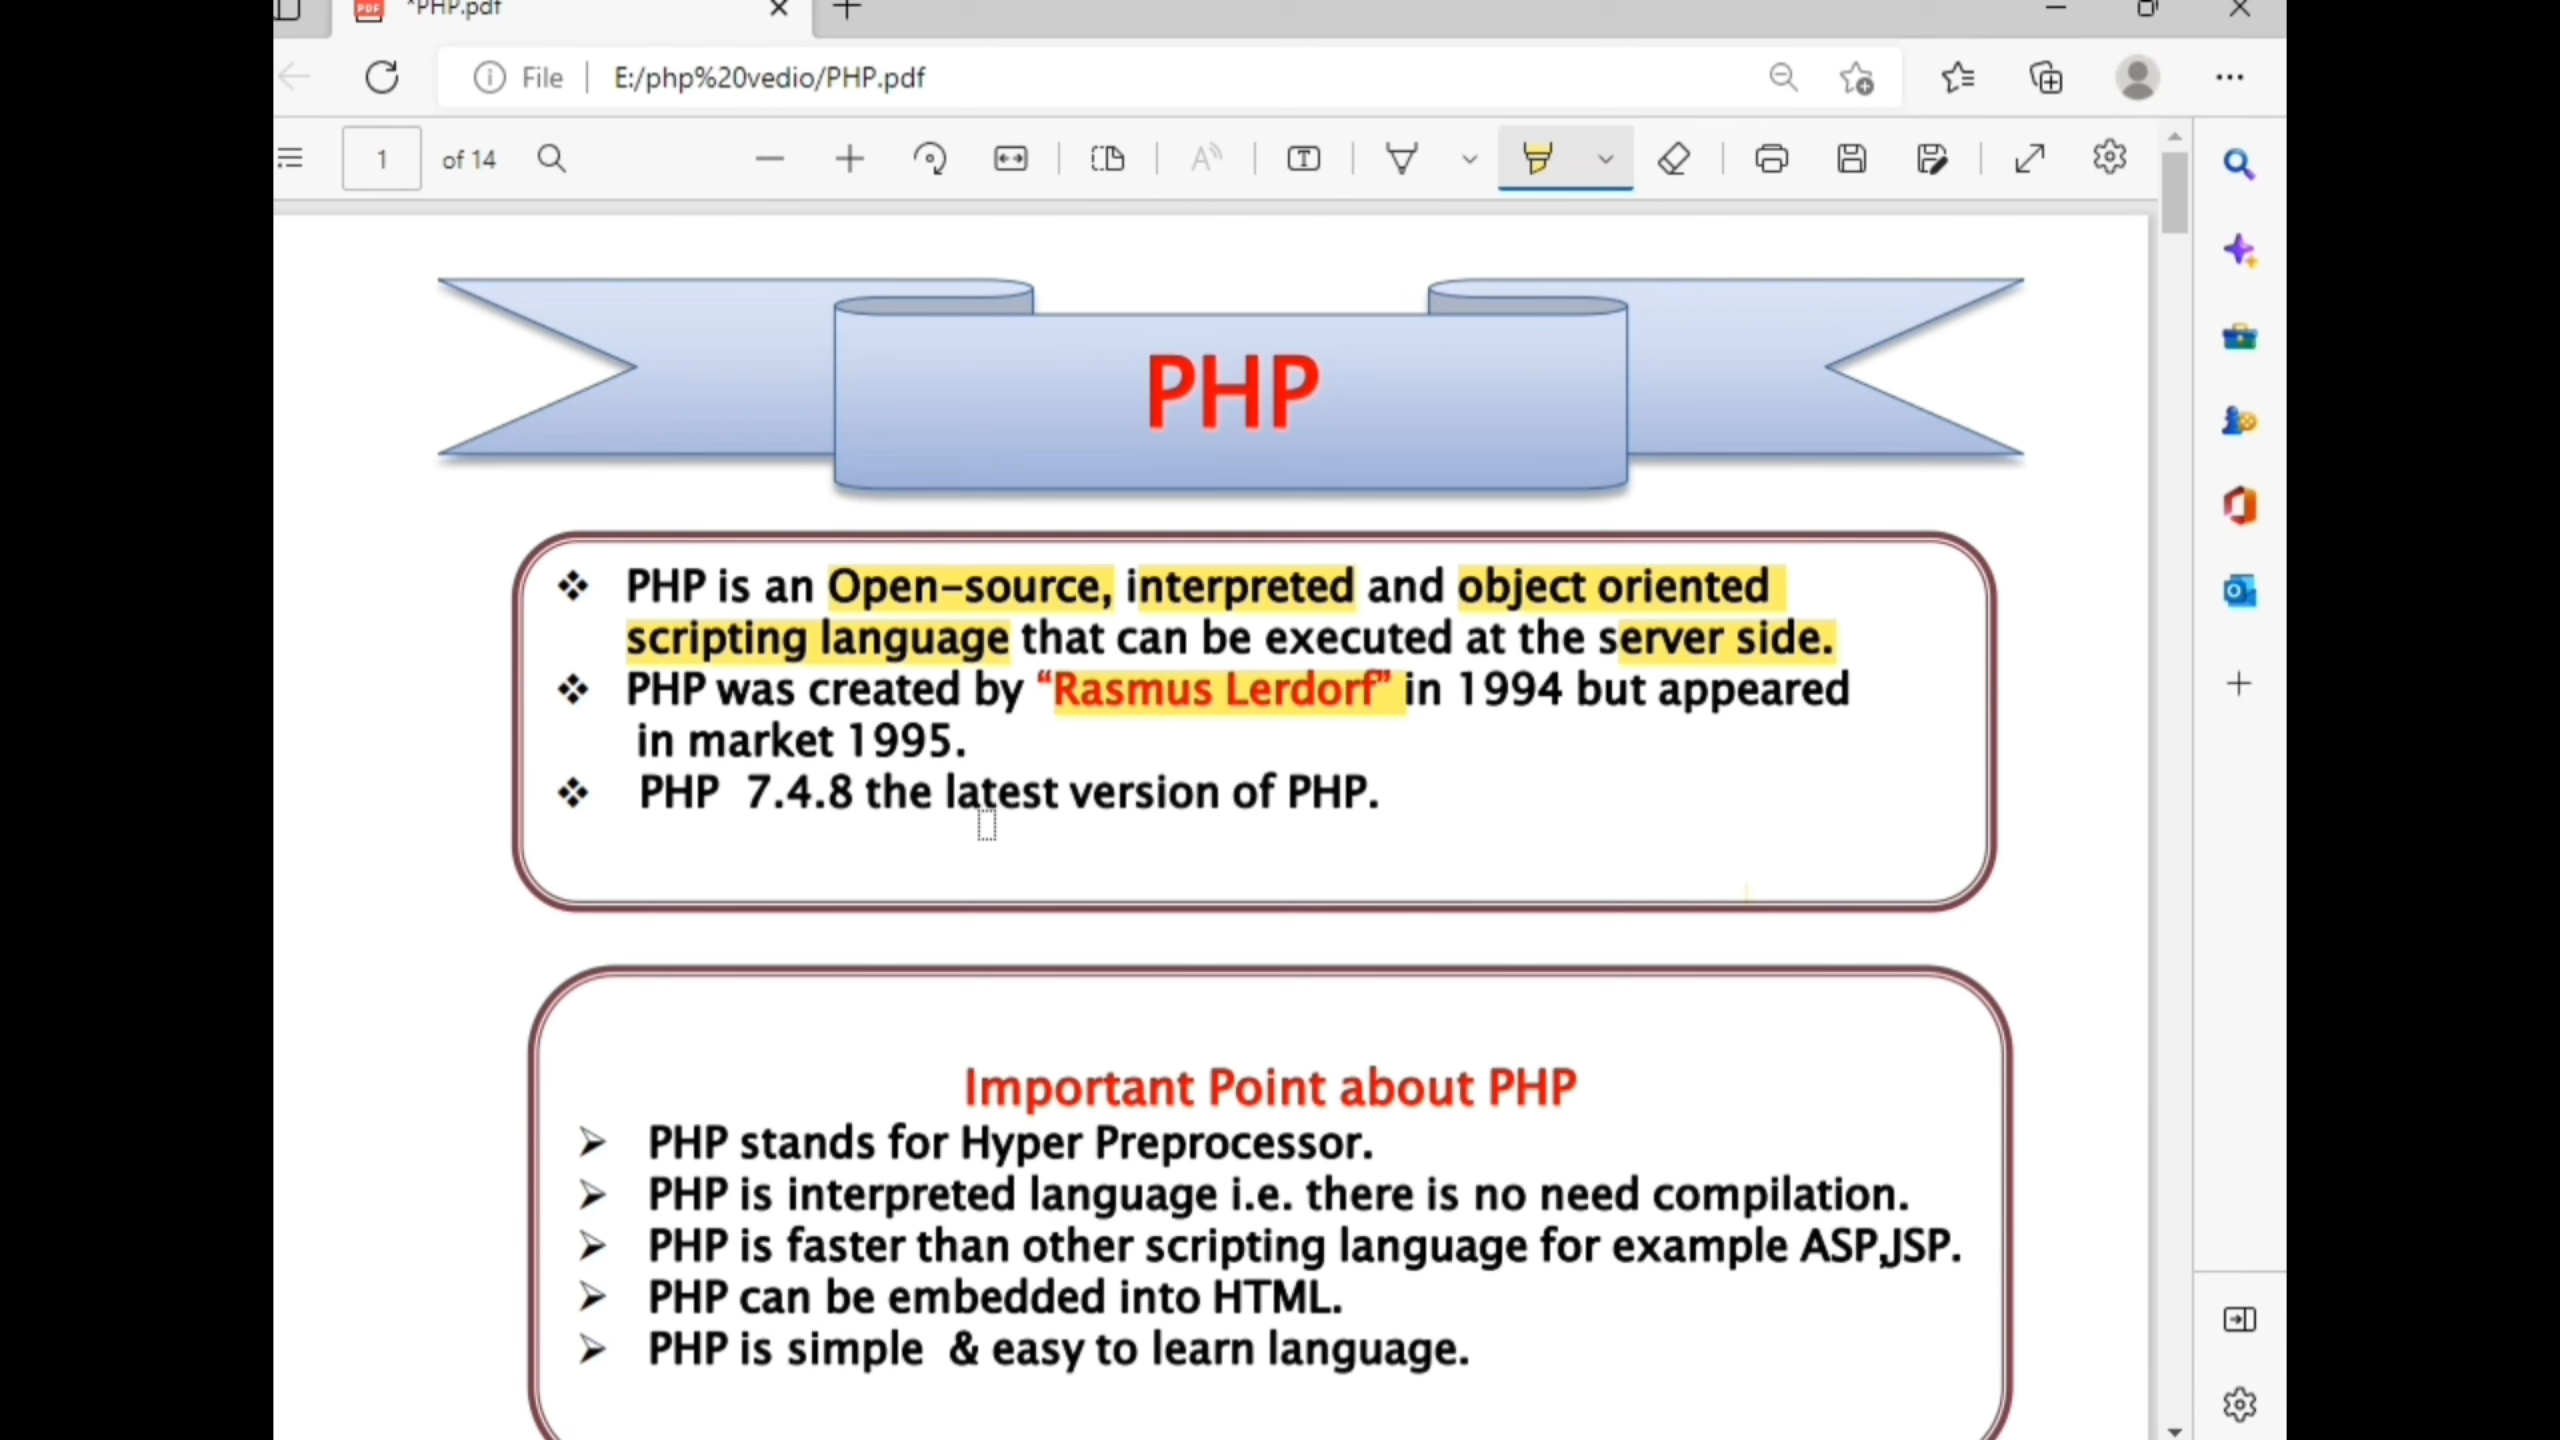 *PHP.pdf
File
E:/php%20vedio/PHP.pdf
1 of 14
PHP
❖ PHP is an Open-source, interpreted and object oriented
scripting language that can be executed at the server side.
❖ PHP was created by “Rasmus Lerdorf” in 1994 but appeared
in market 1995.
❖ PHP 7.4.8 the latest version of PHP.
Important Point about PHP
➢ PHP stands for Hyper Preprocessor.
➢ PHP is interpreted language i.e. there is no need compilation.
➢ PHP is faster than other scripting language for example ASP,JSP.
➢ PHP can be embedded into HTML.
➢ PHP is simple & easy to learn language.